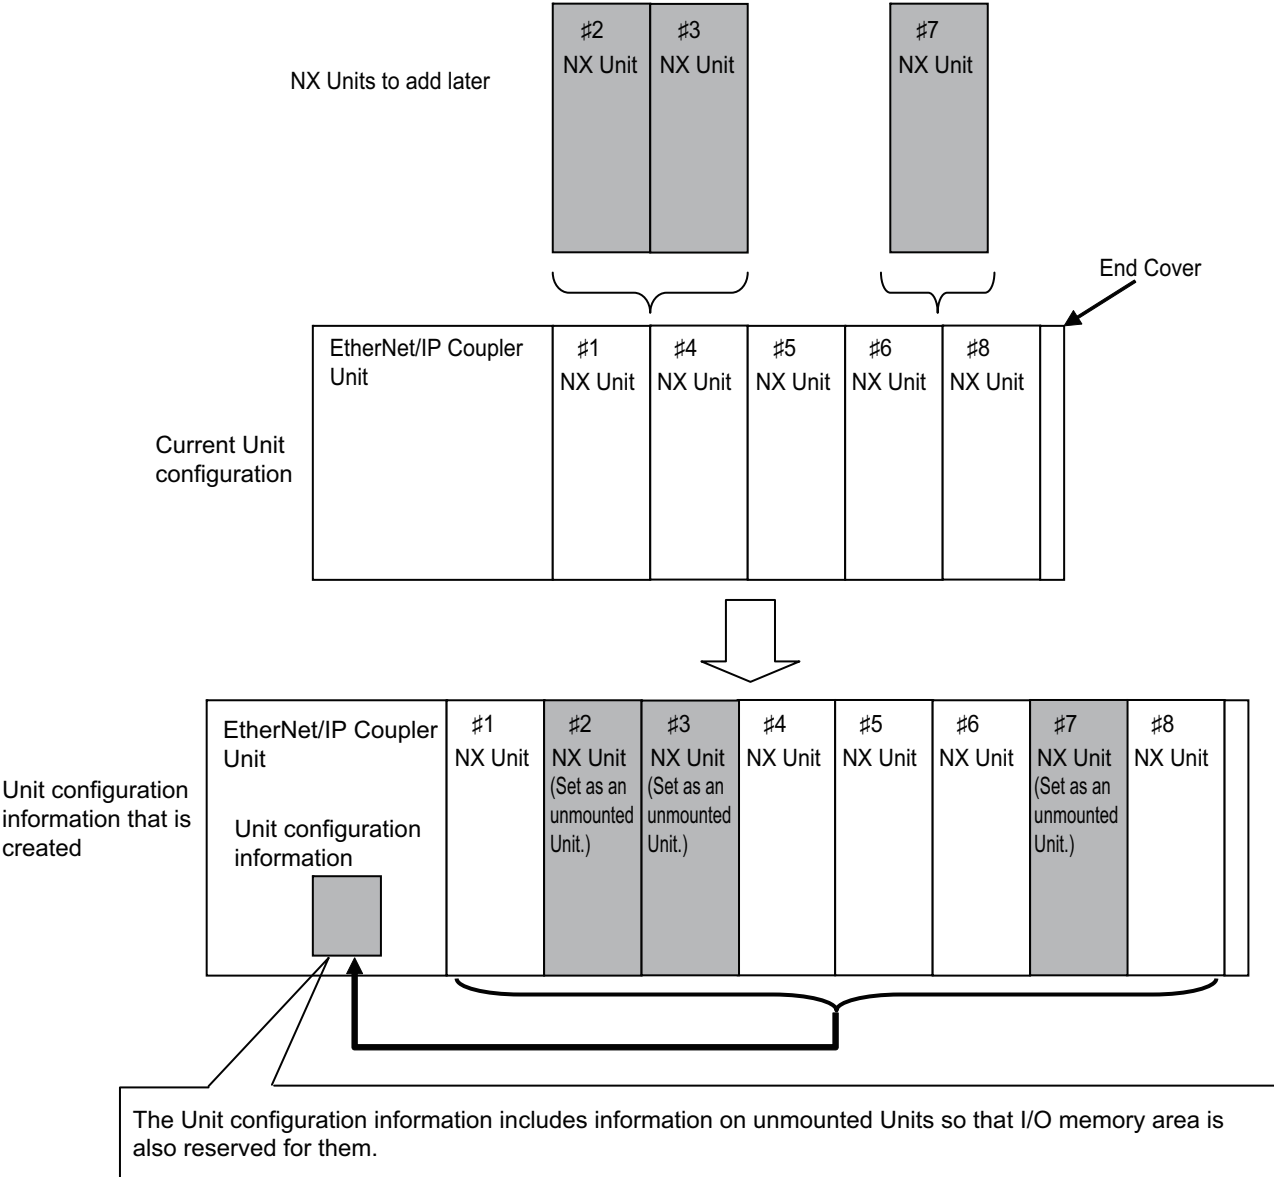 ♯2
NX Unit
♯3
NX Unit
♯7
NX Unit
NX Units to add later
End Cover
EtherNet/IP Coupler
Unit
♯1
NX Unit
♯4
NX Unit
♯5
NX Unit
♯6
NX Unit
♯8
NX Unit
Current Unit
configuration
EtherNet/IP Coupler
Unit
Unit configuration
information
♯1
NX Unit
♯2
NX Unit
(Set as an
unmounted
Unit.)
♯3
NX Unit
(Set as an
unmounted
Unit.)
♯4
NX Unit
♯5
NX Unit
♯6
NX Unit
♯7
NX Unit
(Set as an
unmounted
Unit.)
♯8
NX Unit
Unit configuration
information that is
created
The Unit configuration information includes information on unmounted Units so that I/O memory area is
also reserved for them.